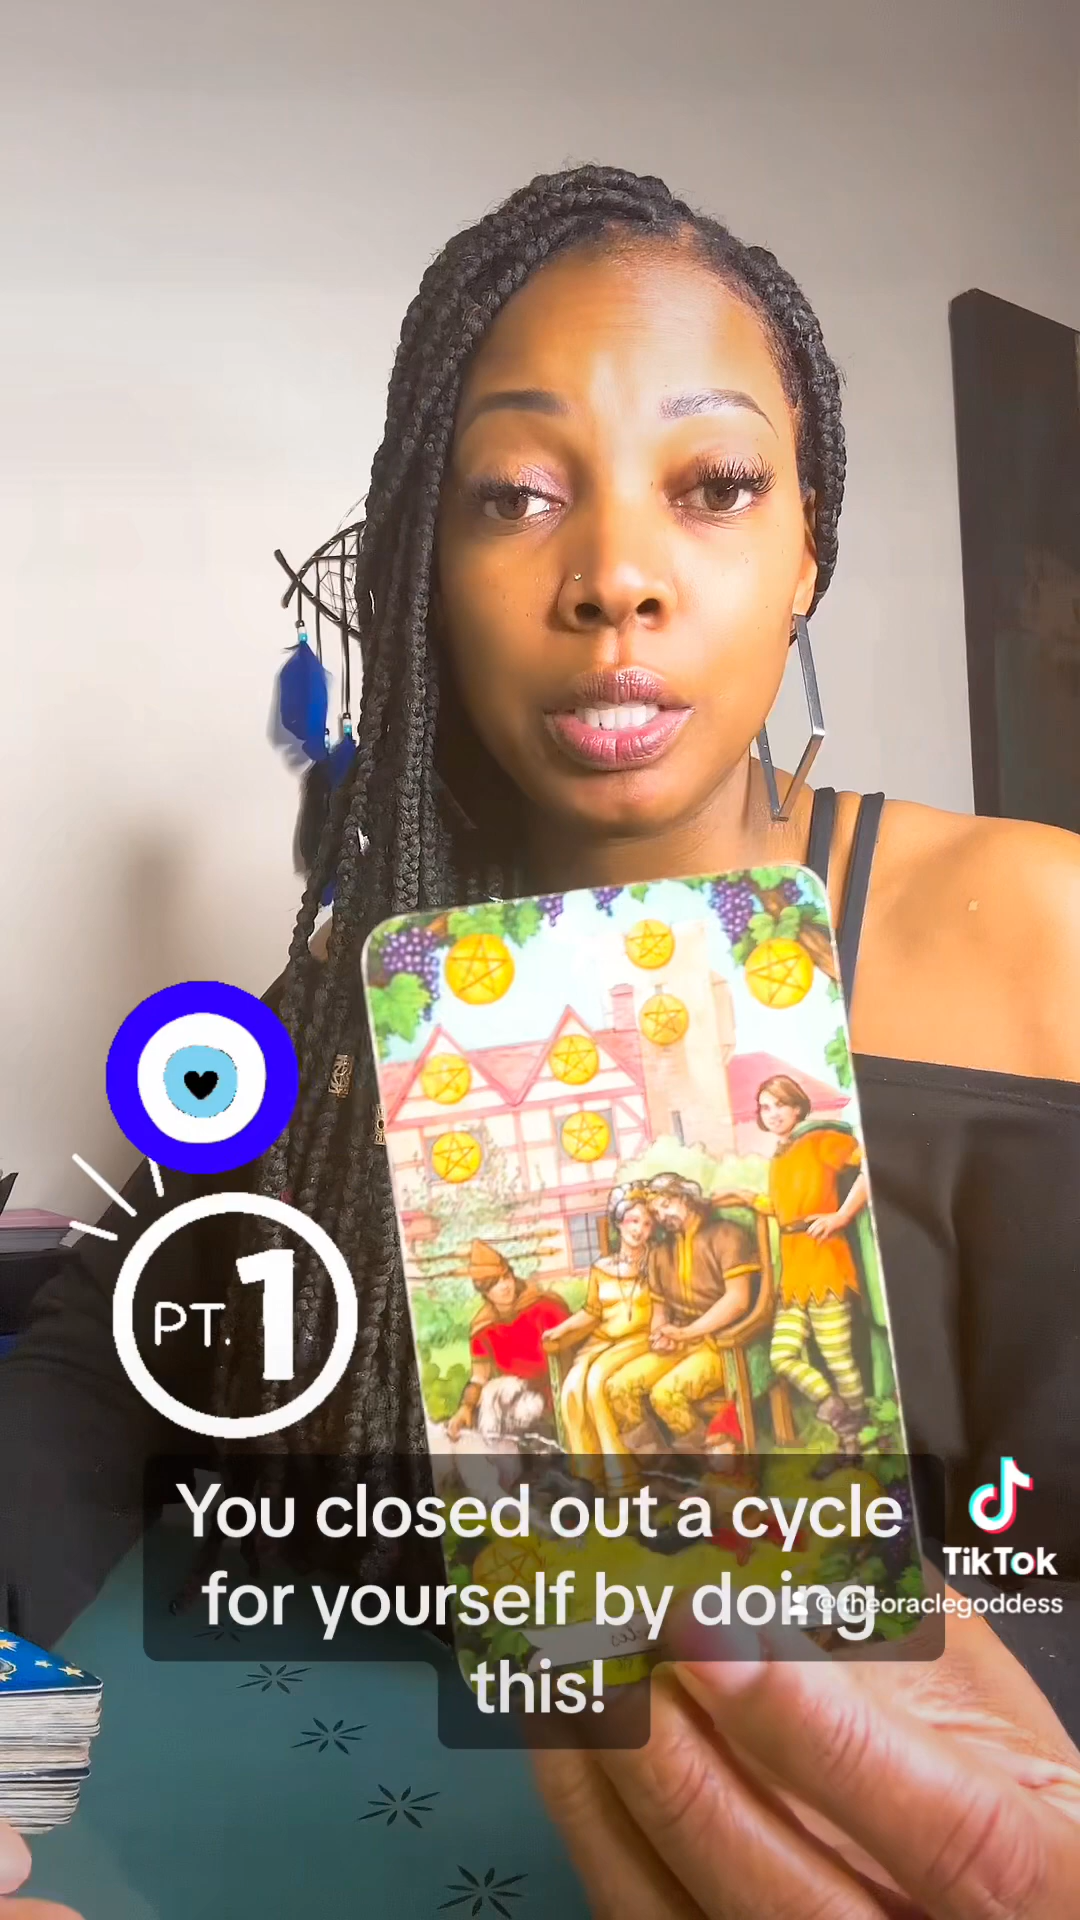 PT. 1
You closed out a cycle
for yourself by doing
this!
TikTok
@theoraclegoddess